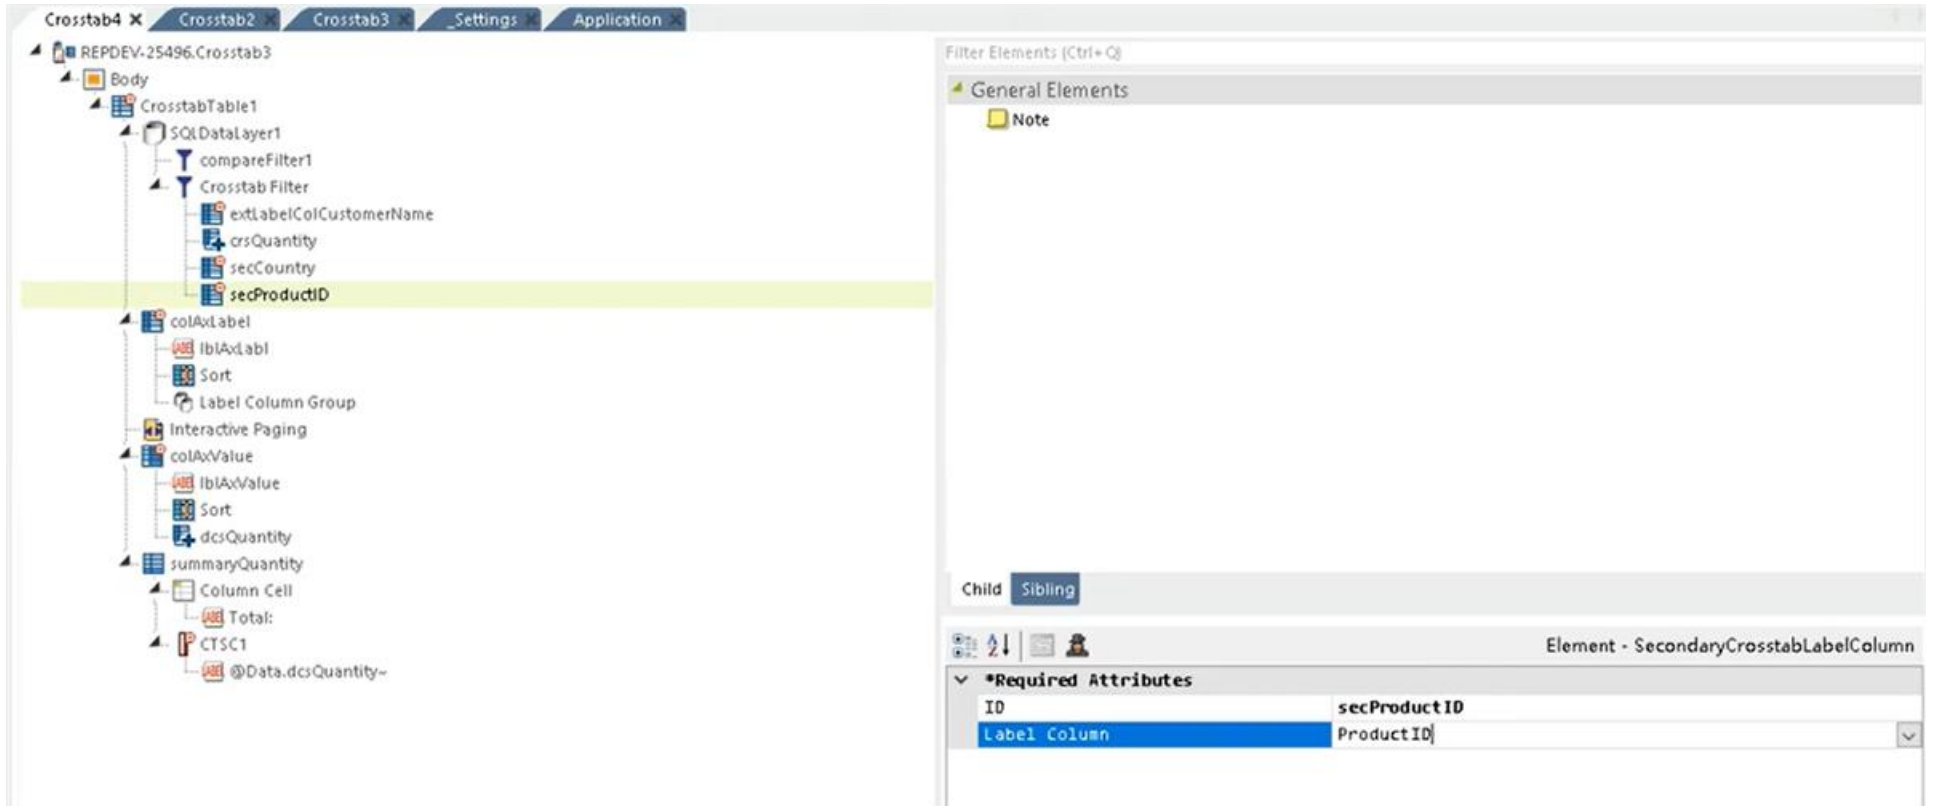 Crosstab4 Crosstab2 Crosstab3 _Settings Application
REPDEV-25496.Crosstab3
Body
CrosstabTable1
SQLDataLayer1
compareFilter1
Crosstab Filter
extLabelColCustomerName
crsQuantity
secCountry
secProductID
colAxLabel
lblAxLabl
Sort
Label Column Group
Interactive Paging
colAxValue
lblAxValue
Sort
dcsQuantity
summaryQuantity
Column Cell
Total:
CTSC1
@Data.dcsQuantity~
Filter Elements (Ctrl+Q)
General Elements
Note
Child Sibling
Element - SecondaryCrosstabLabelColumn
*Required Attributes
ID secProductID
Label Column ProductID